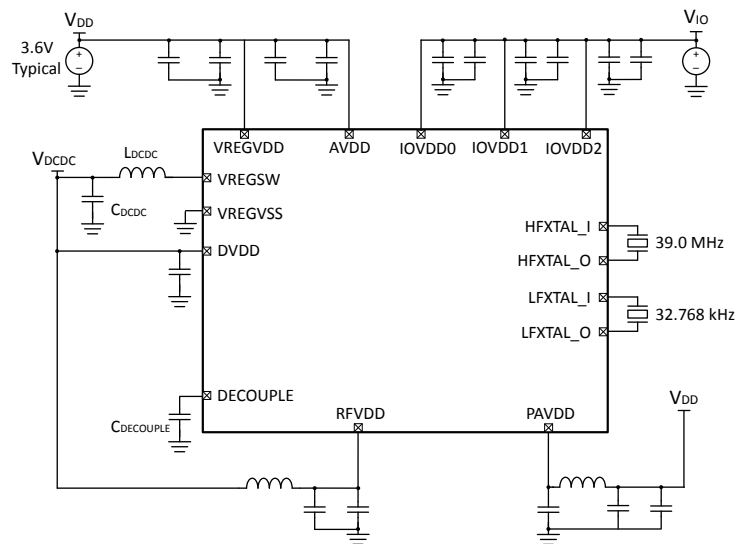 VDD
VIO
3.6V
Typical
+
−
+
−
VREGVDD
AVDD
IOVDD0
IOVDD1
IOVDD2
VDCDC
LDCDC
VREGSW
CDCDC
VREGVSS
HFXTAL_I
39.0 MHz
DVDD
HFXTAL_O
LFXTAL_I
32.768 kHz
LFXTAL_O
DECOUPLE
CDECOUPLE
RFVDD
PAVDD
VDD